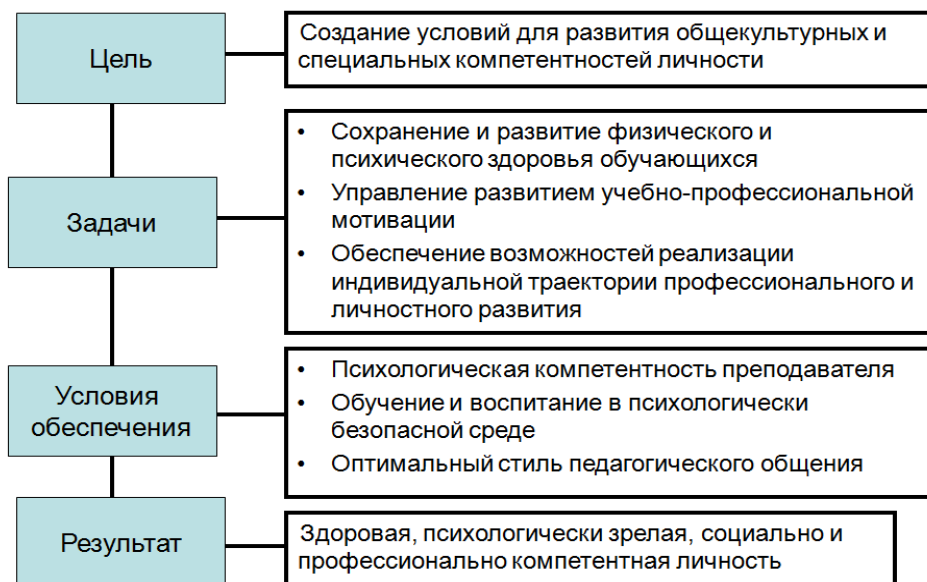 Цель
Создание условий для развития общекультурных и
специальных компетентностей личности
Задачи
• Сохранение и развитие физического и
психического здоровья обучающихся
• Управление развитием учебно-профессиональной
мотивации
• Обеспечение возможностей реализации
индивидуальной траектории профессионального и
личностного развития
Условия
обеспечения
• Психологическая компетентность преподавателя
• Обучение и воспитание в психологически
безопасной среде
• Оптимальный стиль педагогического общения
Результат
Здоровая, психологически зрелая, социально и
профессионально компетентная личность